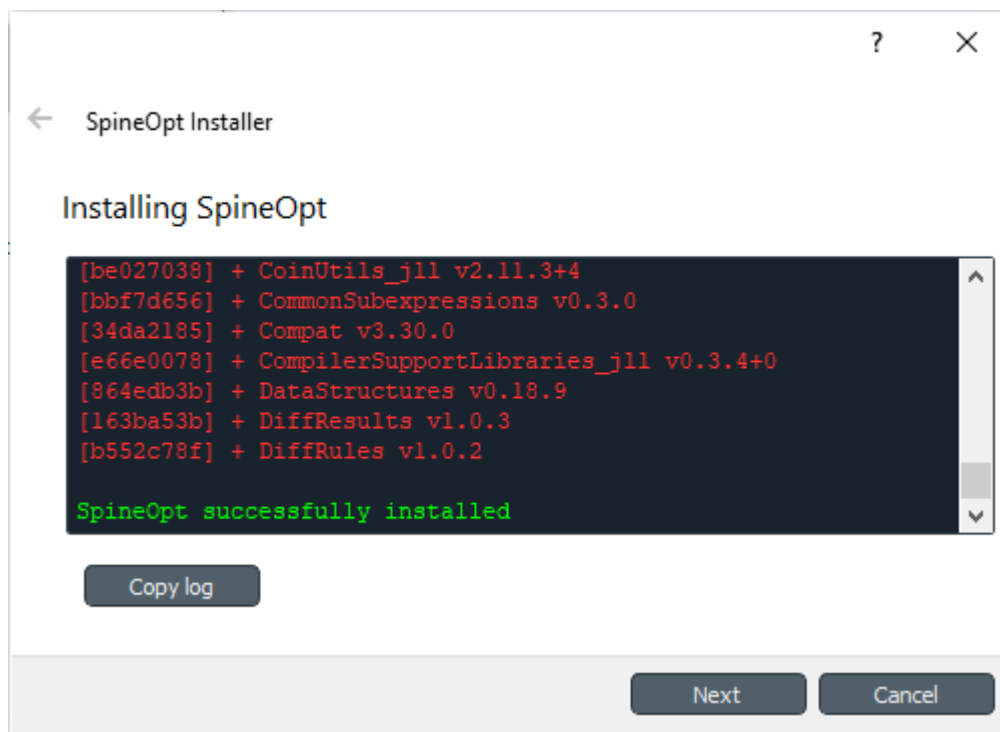 ?
SpineOpt Installer
Installing SpineOpt
[be027038] + CoinUtils_jll v2.11.3+4
[bbf7d656] + CommonSubexpressions v0.3.0
[34da2185] + Compat v3.30.0
[e66e0078] + CompilerSupportLibraries_jll v0.3.4+0
[864edb3b] + DataStructures v0.18.9
[163ba53b] + DiffResults v1.0.3
[b552c78f] + DiffRules v1.0.2
SpineOpt successfully installed
Copy log
Next Cancel